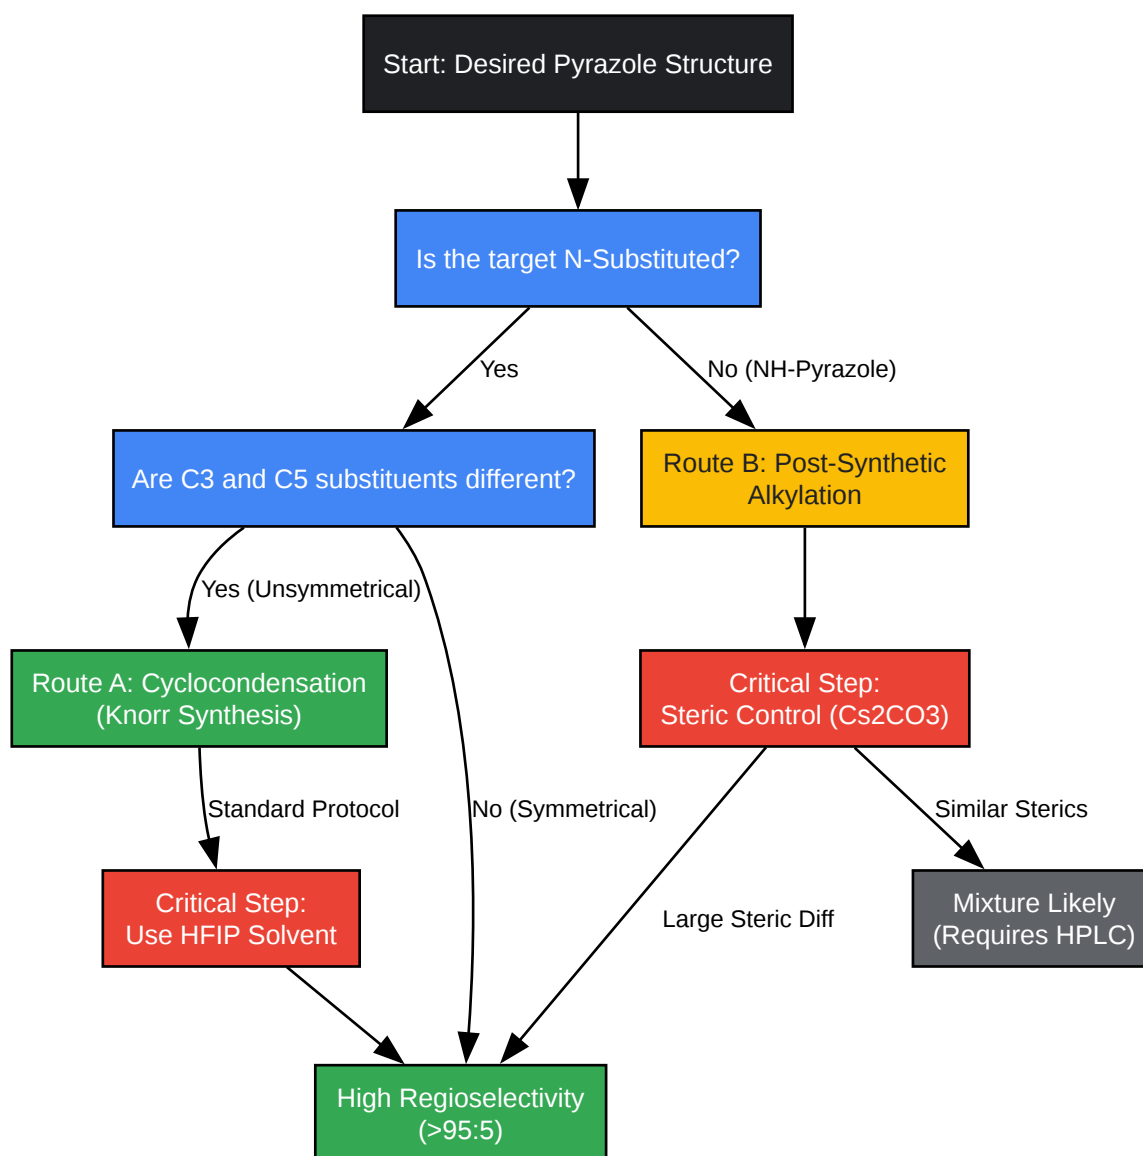 Start: Desired Pyrazole Structure
Is the target N-Substituted?
Yes
No (NH-Pyrazole)
Are C3 and C5 substituents different?
Route B: Post-Synthetic
Alkylation
Yes (Unsymmetrical)
Route A: Cyclocondensation
(Knorr Synthesis)
Critical Step:
Steric Control (Cs2CO3)
Standard Protocol
No (Symmetrical)
Similar Sterics
Critical Step:
Use HFIP Solvent
Large Steric Diff
Mixture Likely
(Requires HPLC)
High Regioselectivity
(>95:5)